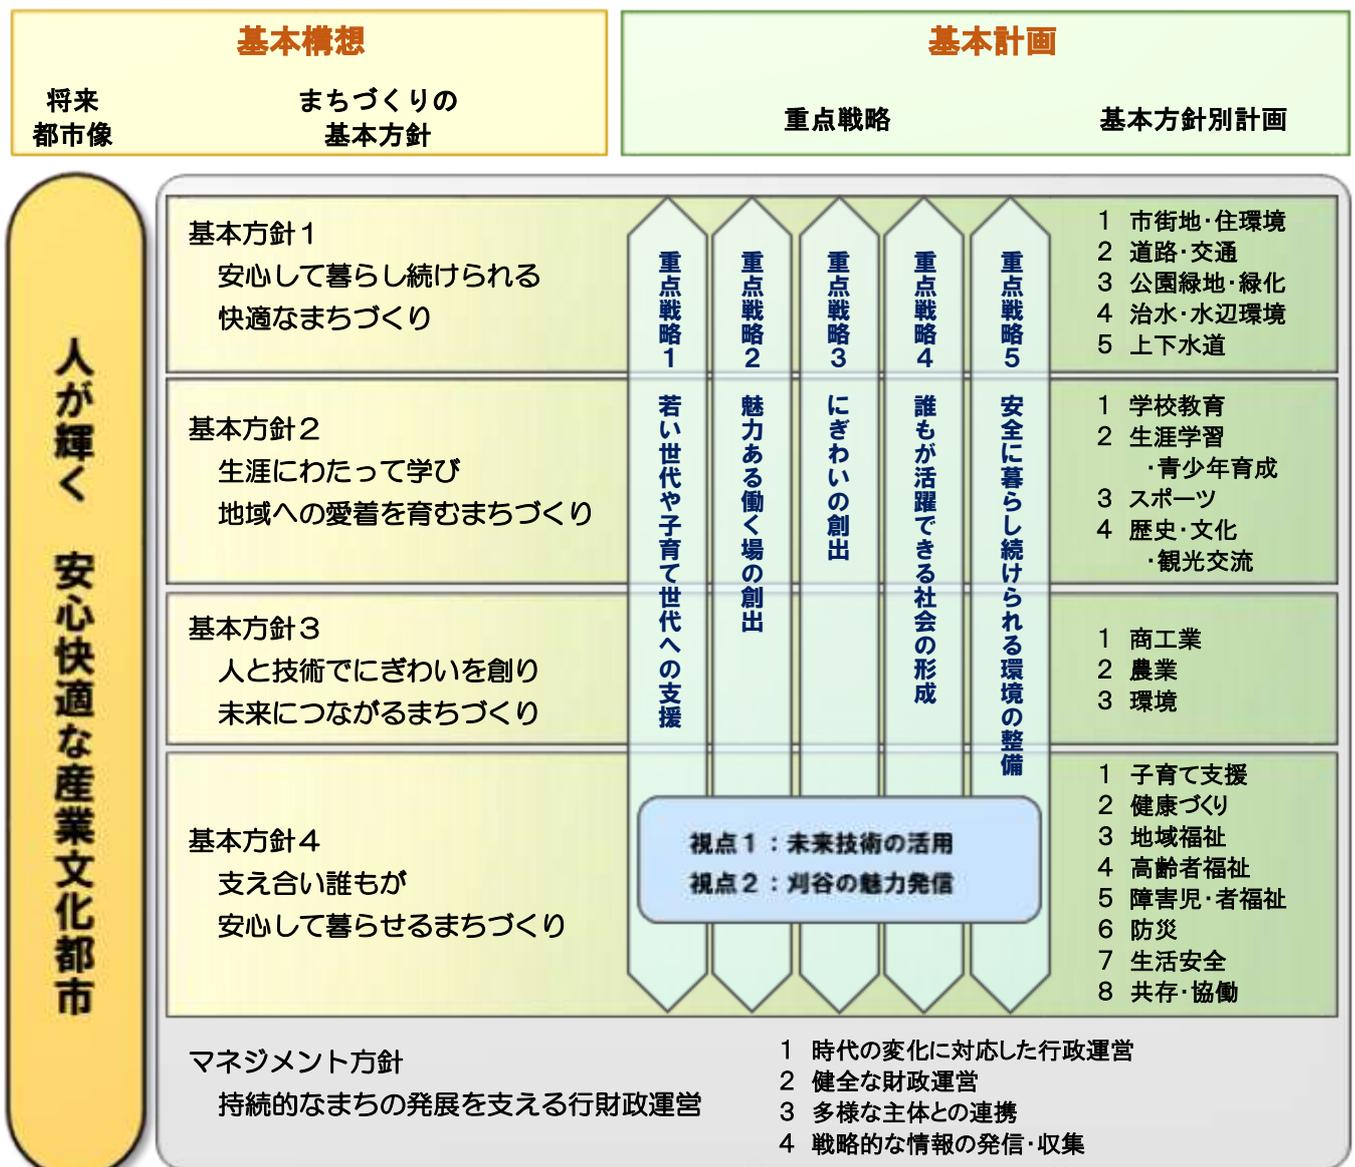 基本構想
将来
都市像
まちづくりの
基本方針
基本計画
重点戦略
基本方針別計画
人が輝く 安心快適な産業文化都市
基本方針1
安心して暮らし続けられる
快適なまちづくり
基本方針2
生涯にわたって学び
地域への愛着を育むまちづくり
基本方針3
人と技術でにぎわいを創り
未来につながるまちづくり
基本方針4
支え合い誰もが
安心して暮らせるまちづくり
重点戦略1 若い世代や子育て世代への支援
重点戦略2 魅力ある働く場の創出
重点戦略3 にぎわいの創出
重点戦略4 誰もが活躍できる社会の形成
重点戦略5 安全に暮らし続けられる環境の整備
視点1:未来技術の活用
視点2:刈谷の魅力発信
1 市街地・住環境
2 道路・交通
3 公園緑地・緑化
4 治水・水辺環境
5 上下水道
1 学校教育
2 生涯学習
・青少年育成
3 スポーツ
4 歴史・文化
・観光交流
1 商工業
2 農業
3 環境
1 子育て支援
2 健康づくり
3 地域福祉
4 高齢者福祉
5 障害児・者福祉
6 防災
7 生活安全
8 共存・協働
マネジメント方針
持続的なまちの発展を支える行財政運営
1 時代の変化に対応した行政運営
2 健全な財政運営
3 多様な主体との連携
4 戦略的な情報の発信・収集